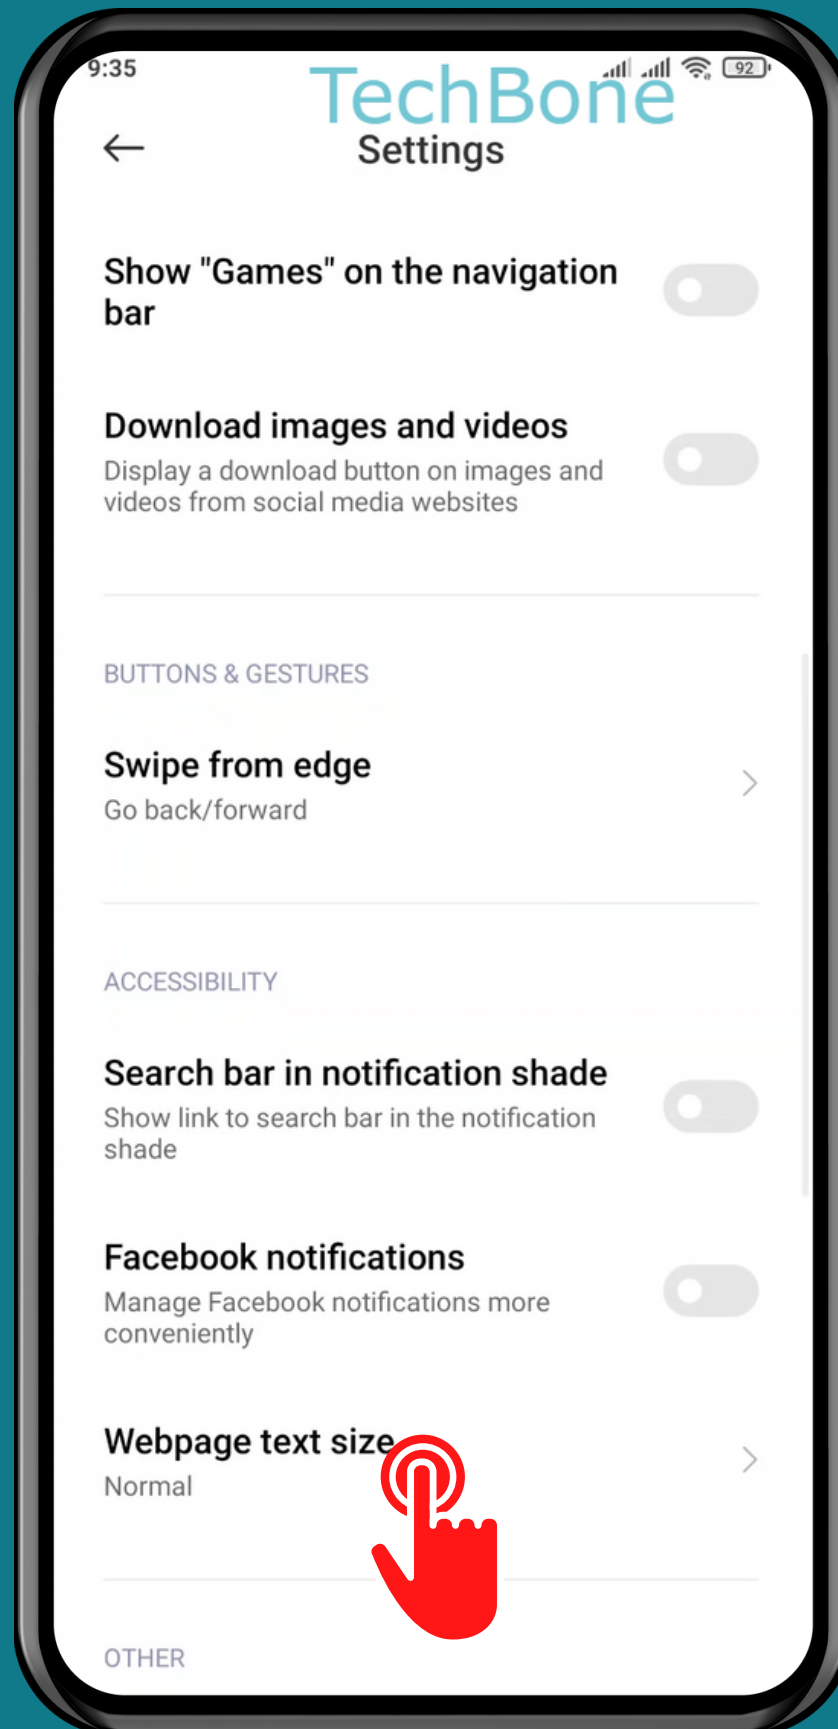 9:35
92
TechBone
Settings
Show "Games" on the navigation
bar
Download images and videos
Display a download button on images and
videos from social media websites
BUTTONS & GESTURES
Swipe from edge
Go back/forward
ACCESSIBILITY
Search bar in notification shade
Show link to search bar in the notification
shade
Facebook notifications
Manage Facebook notifications more
conveniently
Webpage text size
Normal
OTHER